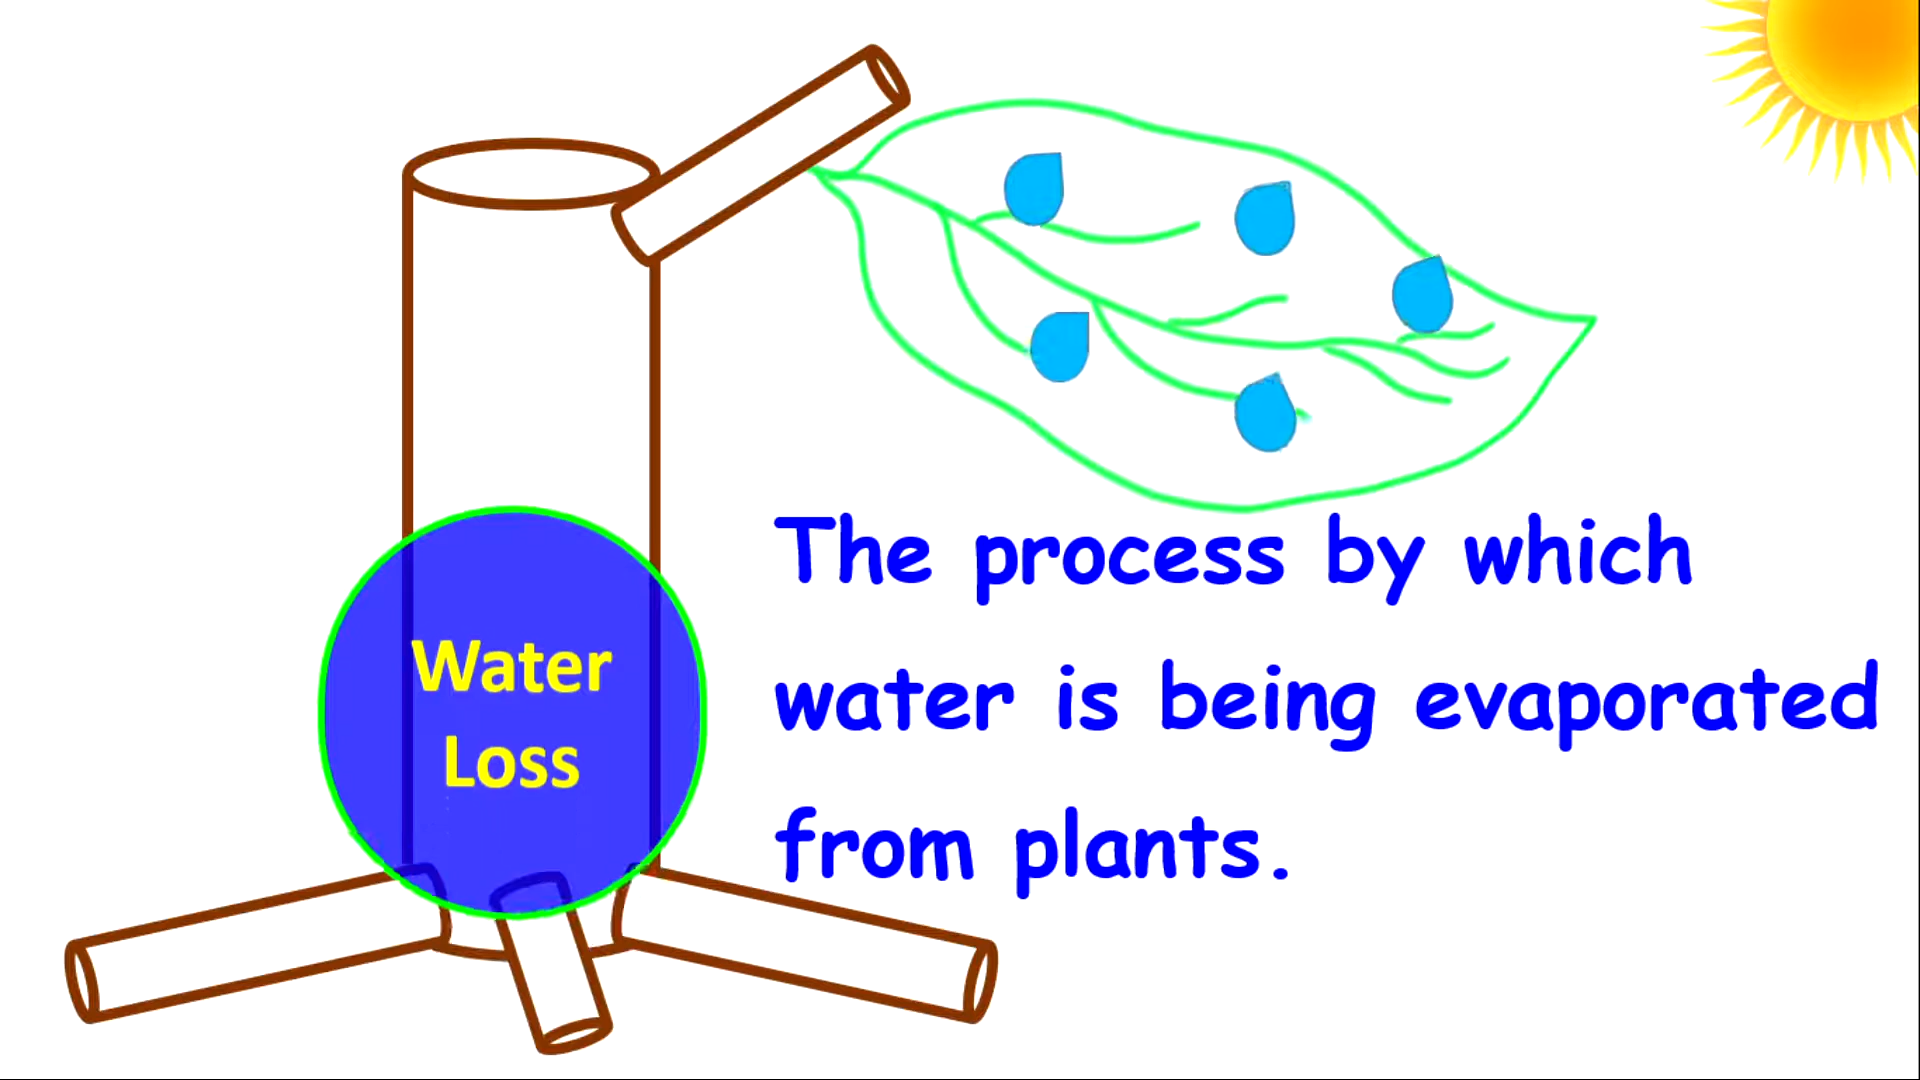 Water
Loss
The process by which
water is being evaporated
from plants.